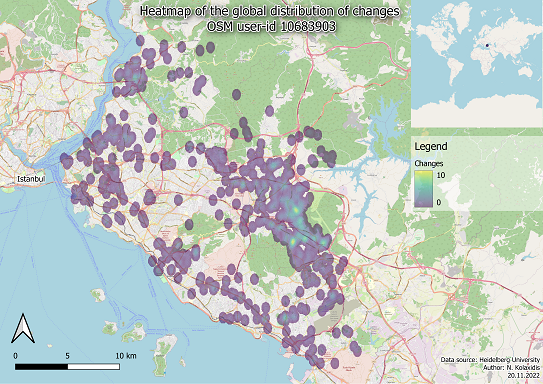 Heatmap of the global distribution of changes
OSM user-id 10683903
Legend
Changes
10
0
Istanbul
0 5 10 km
Data source: Heidelberg University
Author: N. Kolaxidis
20.11.2022